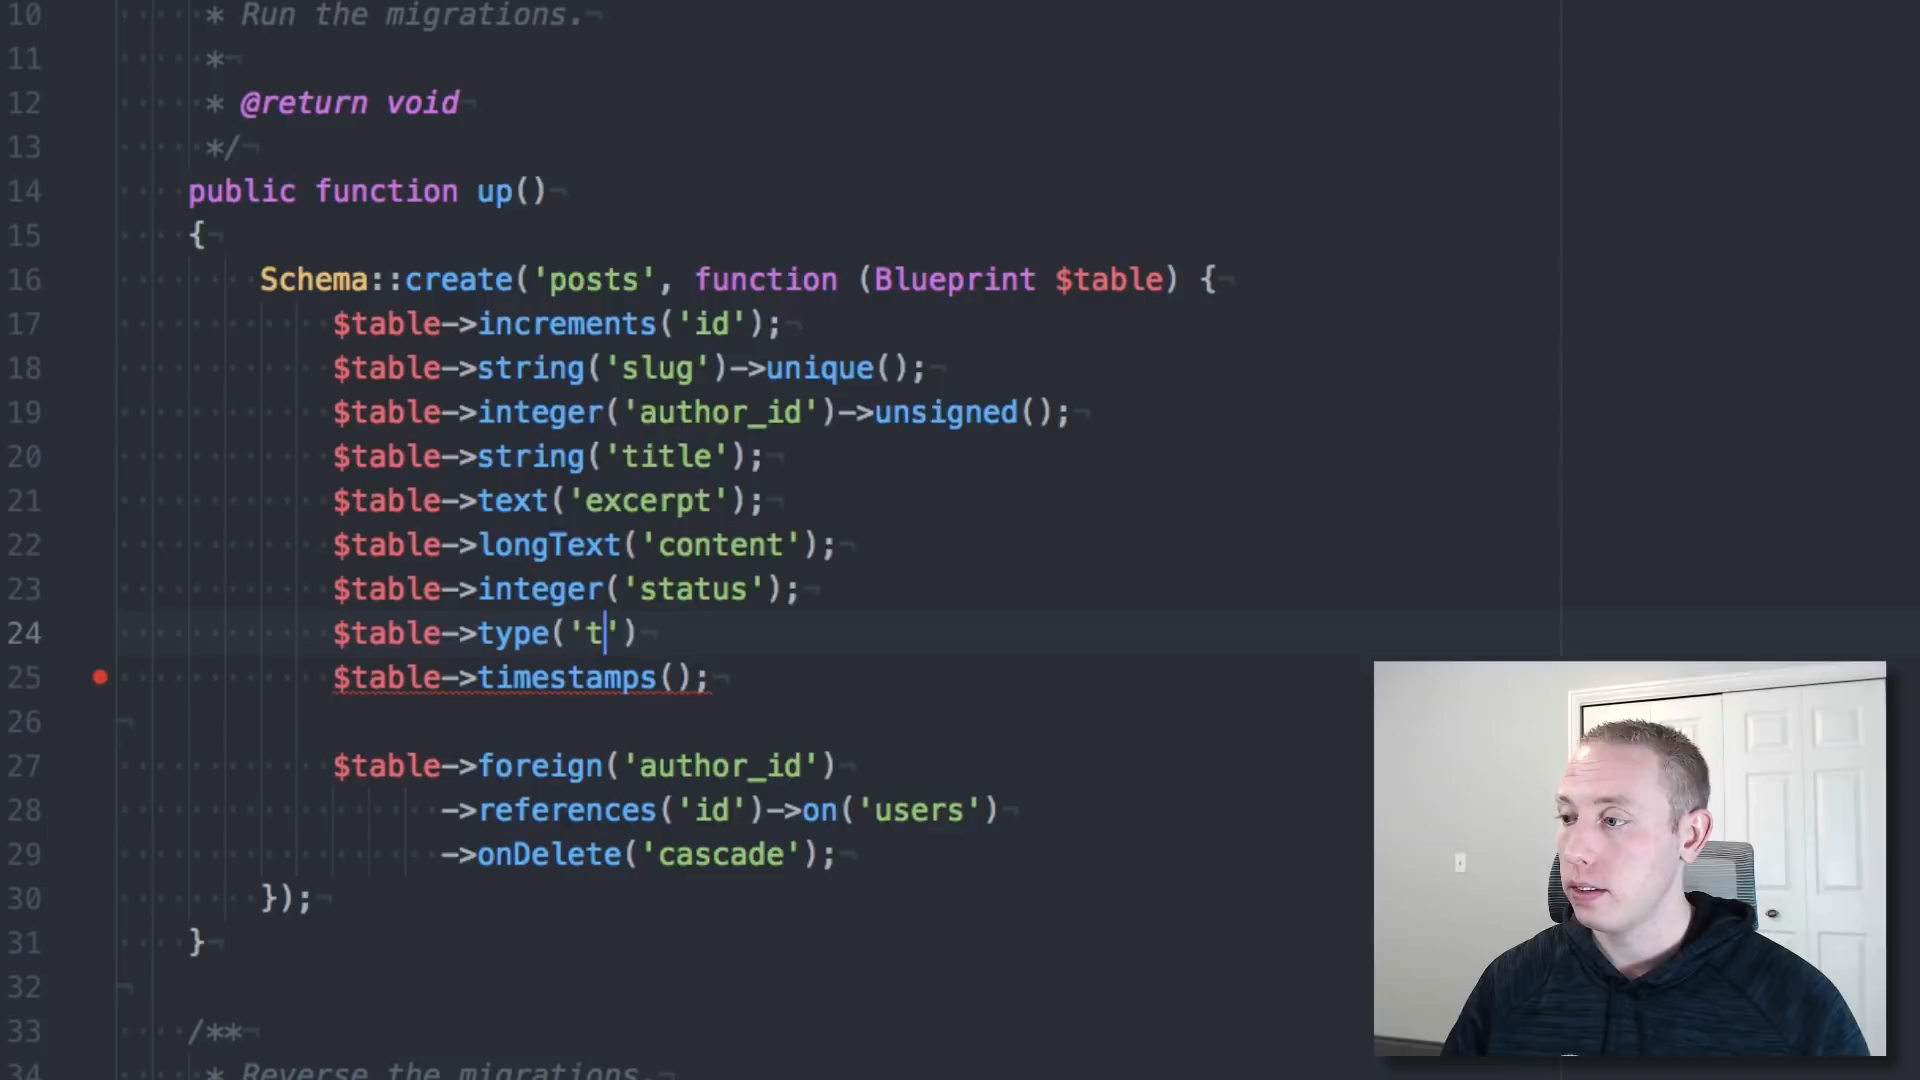 10 * Run the migrations.
11 *
12 * @return void
13 */
14 public function up()
15 {
16 Schema::create('posts', function (Blueprint $table) {
17 $table->increments('id');
18 $table->string('slug')->unique();
19 $table->integer('author_id')->unsigned();
20 $table->string('title');
21 $table->text('excerpt');
22 $table->longText('content');
23 $table->integer('status');
24 $table->type('t')
25 $table->timestamps();
26
27 $table->foreign('author_id')
28 ->references('id')->on('users')
29 ->onDelete('cascade');
30 });
31 }
32
33 /**
34 * Reverse the migrations.